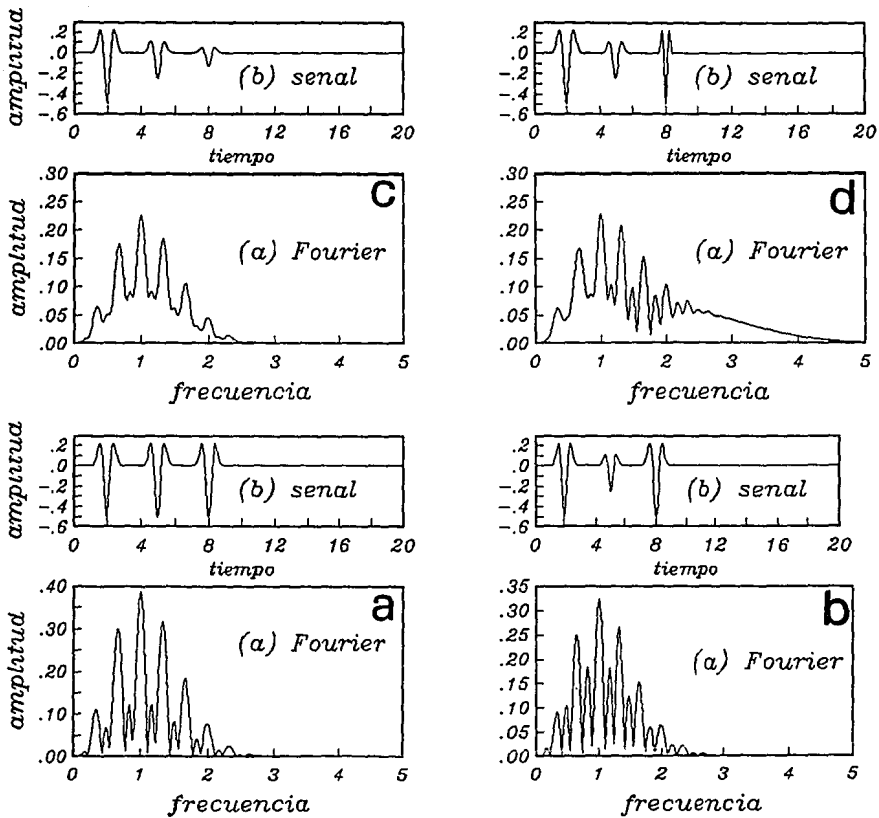 amplitud
.2
.0
-.2
-.4
-.6
(b) senal
0 4 8 12 16 20
tiempo
amplitud
.30
.25
.20
.15
.10
.05
.00
c
(a) Fourier
0 1 2 3 4 5
frecuencia
.2
.0
-.2
-.4
-.6
(b) senal
0 4 8 12 16 20
tiempo
.30
.25
.20
.15
.10
.05
.00
d
(a) Fourier
0 1 2 3 4 5
frecuencia
amplitud
.2
.0
-.2
-.4
-.6
(b) senal
0 4 8 12 16 20
tiempo
amplitud
.40
.30
.20
.10
.00
a
(a) Fourier
0 1 2 3 4 5
frecuencia
.2
.0
-.2
-.4
-.6
(b) senal
0 4 8 12 16 20
tiempo
.35
.30
.25
.20
.15
.10
.05
.00
b
(a) Fourier
0 1 2 3 4 5
frecuencia